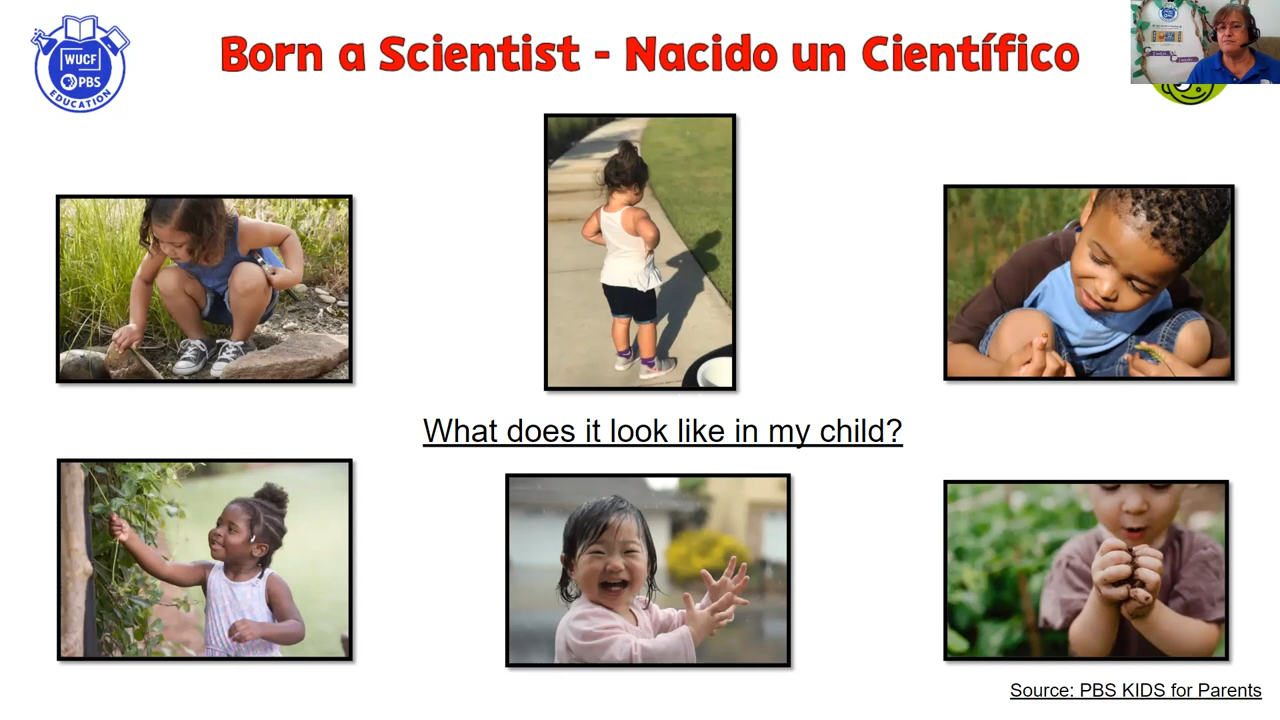 WUCF
PBS
EDUCATION
Born a Scientist - Nacido un Científico
What does it look like in my child?
Source: PBS KIDS for Parents